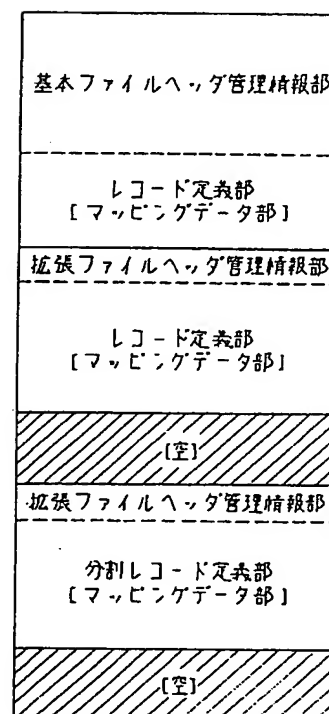 基本ファイルヘッダ管理情報部
レコード定義部
[マッピングデータ部]
拡張ファイルヘッダ管理情報部
レコード定義部
[マッピングデータ部]
[空]
拡張ファイルヘッダ管理情報部
分割レコード定義部
[マッピングデータ部]
[空]